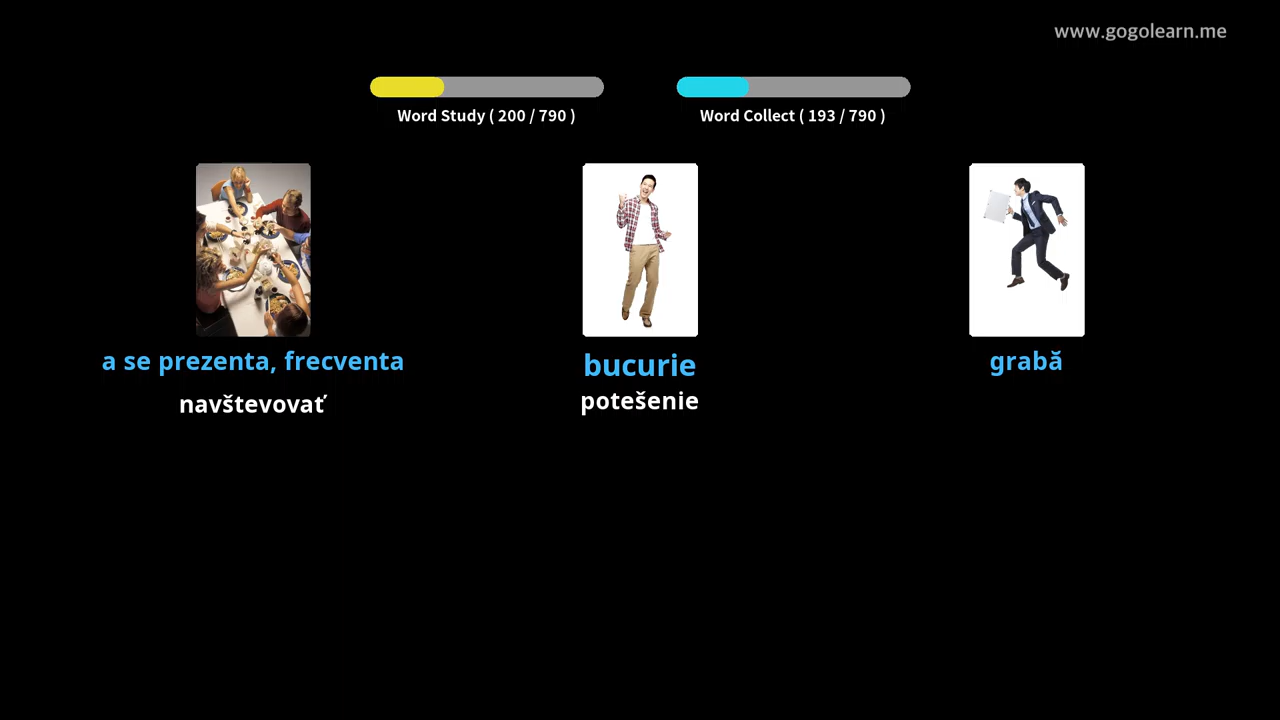 www.gogolearn.me
Word Study ( 200 / 790 )
Word Collect ( 193 / 790 )
a se prezenta, frecventa
navštevovať
bucurie
potešenie
grabă